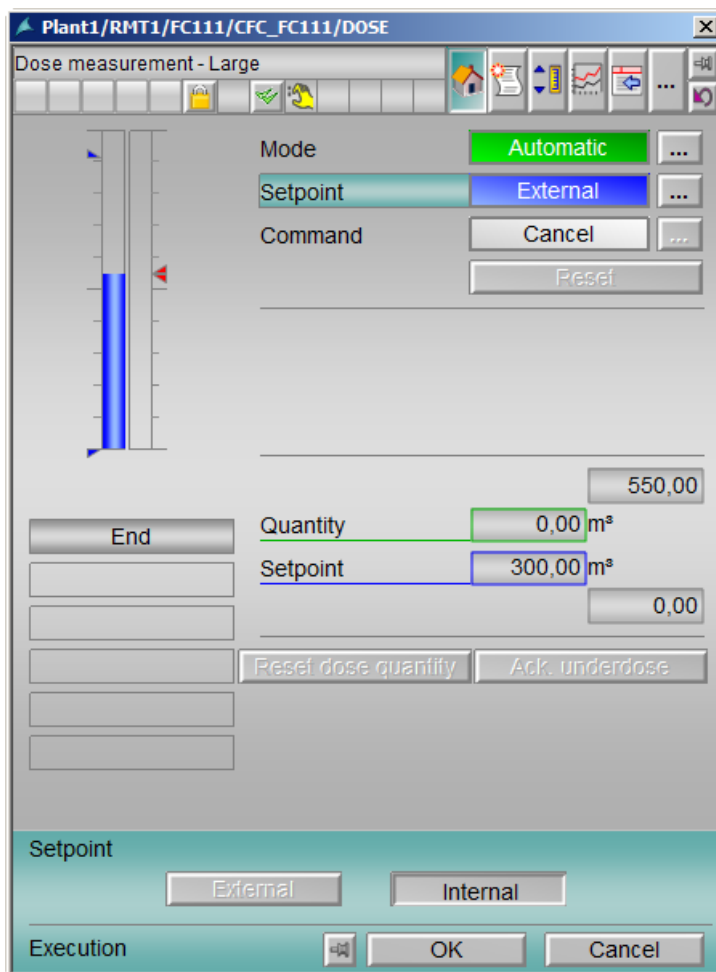 Plant1/RMT1/FC111/CFC_FC111/DOSE
Dose measurement - Large
...
Mode Automatic ...
Setpoint External ...
Command Cancel ...
Reset
550,00
End
Quantity 0,00 m³
Setpoint 300,00 m³
0,00
Reset dose quantity Ack. underdose
Setpoint
External Internal
Execution OK Cancel